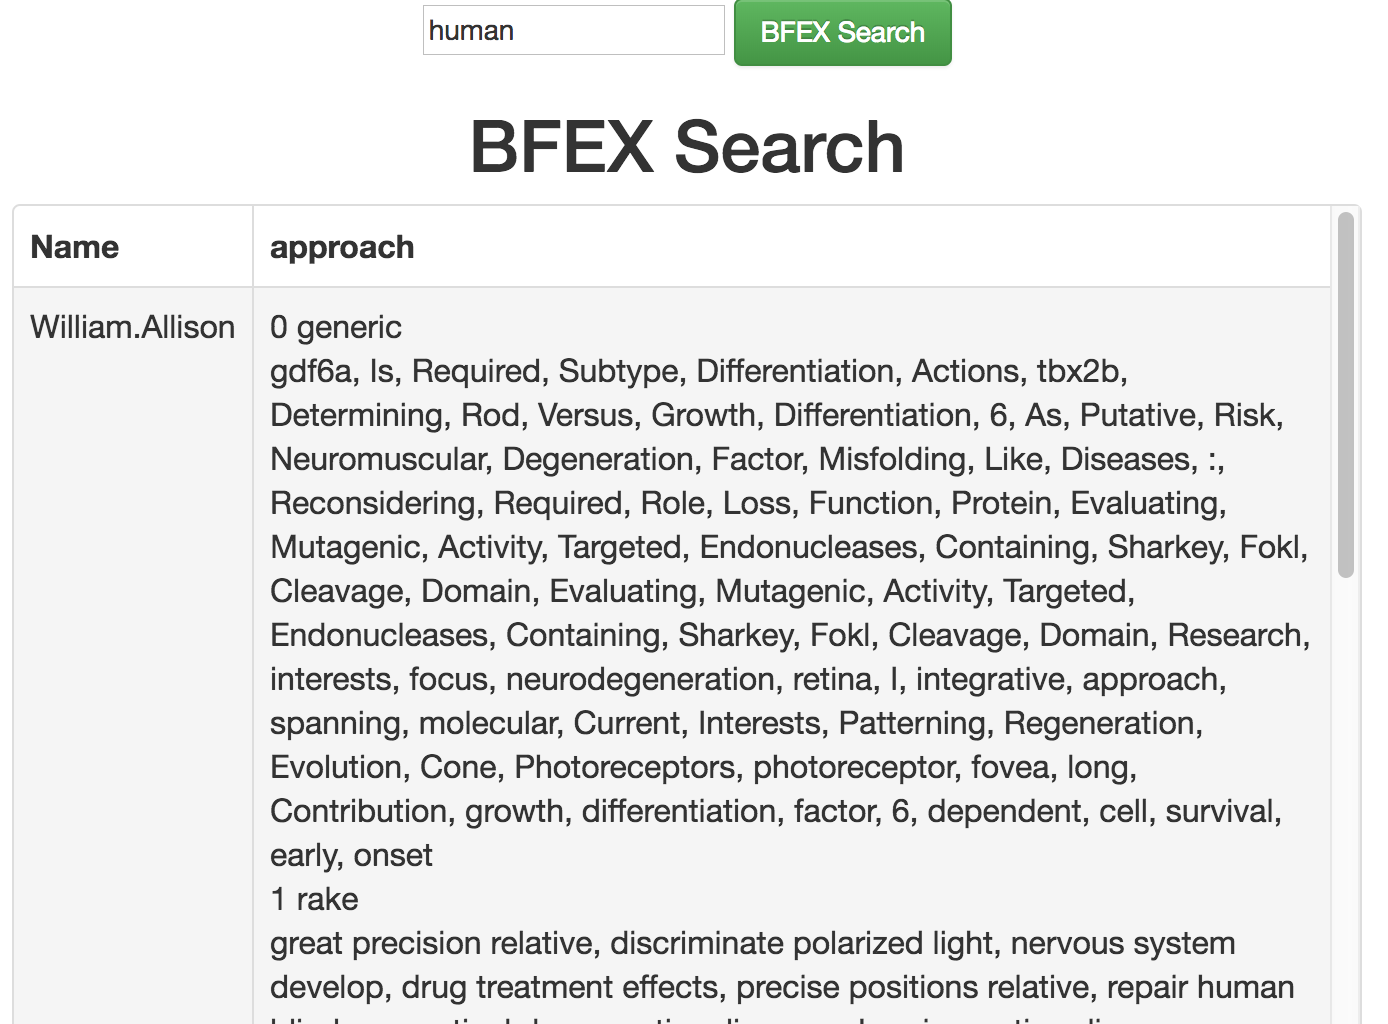 human
BFEX Search
BFEX Search
Name
approach
William.Allison
0 generic
gdf6a, Is, Required, Subtype, Differentiation, Actions, tbx2b,
Determining, Rod, Versus, Growth, Differentiation, 6, As, Putative, Risk,
Neuromuscular, Degeneration, Factor, Misfolding, Like, Diseases, :,
Reconsidering, Required, Role, Loss, Function, Protein, Evaluating,
Mutagenic, Activity, Targeted, Endonucleases, Containing, Sharkey, FokI,
Cleavage, Domain, Evaluating, Mutagenic, Activity, Targeted,
Endonucleases, Containing, Sharkey, FokI, Cleavage, Domain, Research,
interests, focus, neurodegeneration, retina, I, integrative, approach,
spanning, molecular, Current, Interests, Patterning, Regeneration,
Evolution, Cone, Photoreceptors, photoreceptor, fovea, long,
Contribution, growth, differentiation, factor, 6, dependent, cell, survival,
early, onset
1 rake
great precision relative, discriminate polarized light, nervous system
develop, drug treatment effects, precise positions relative, repair human